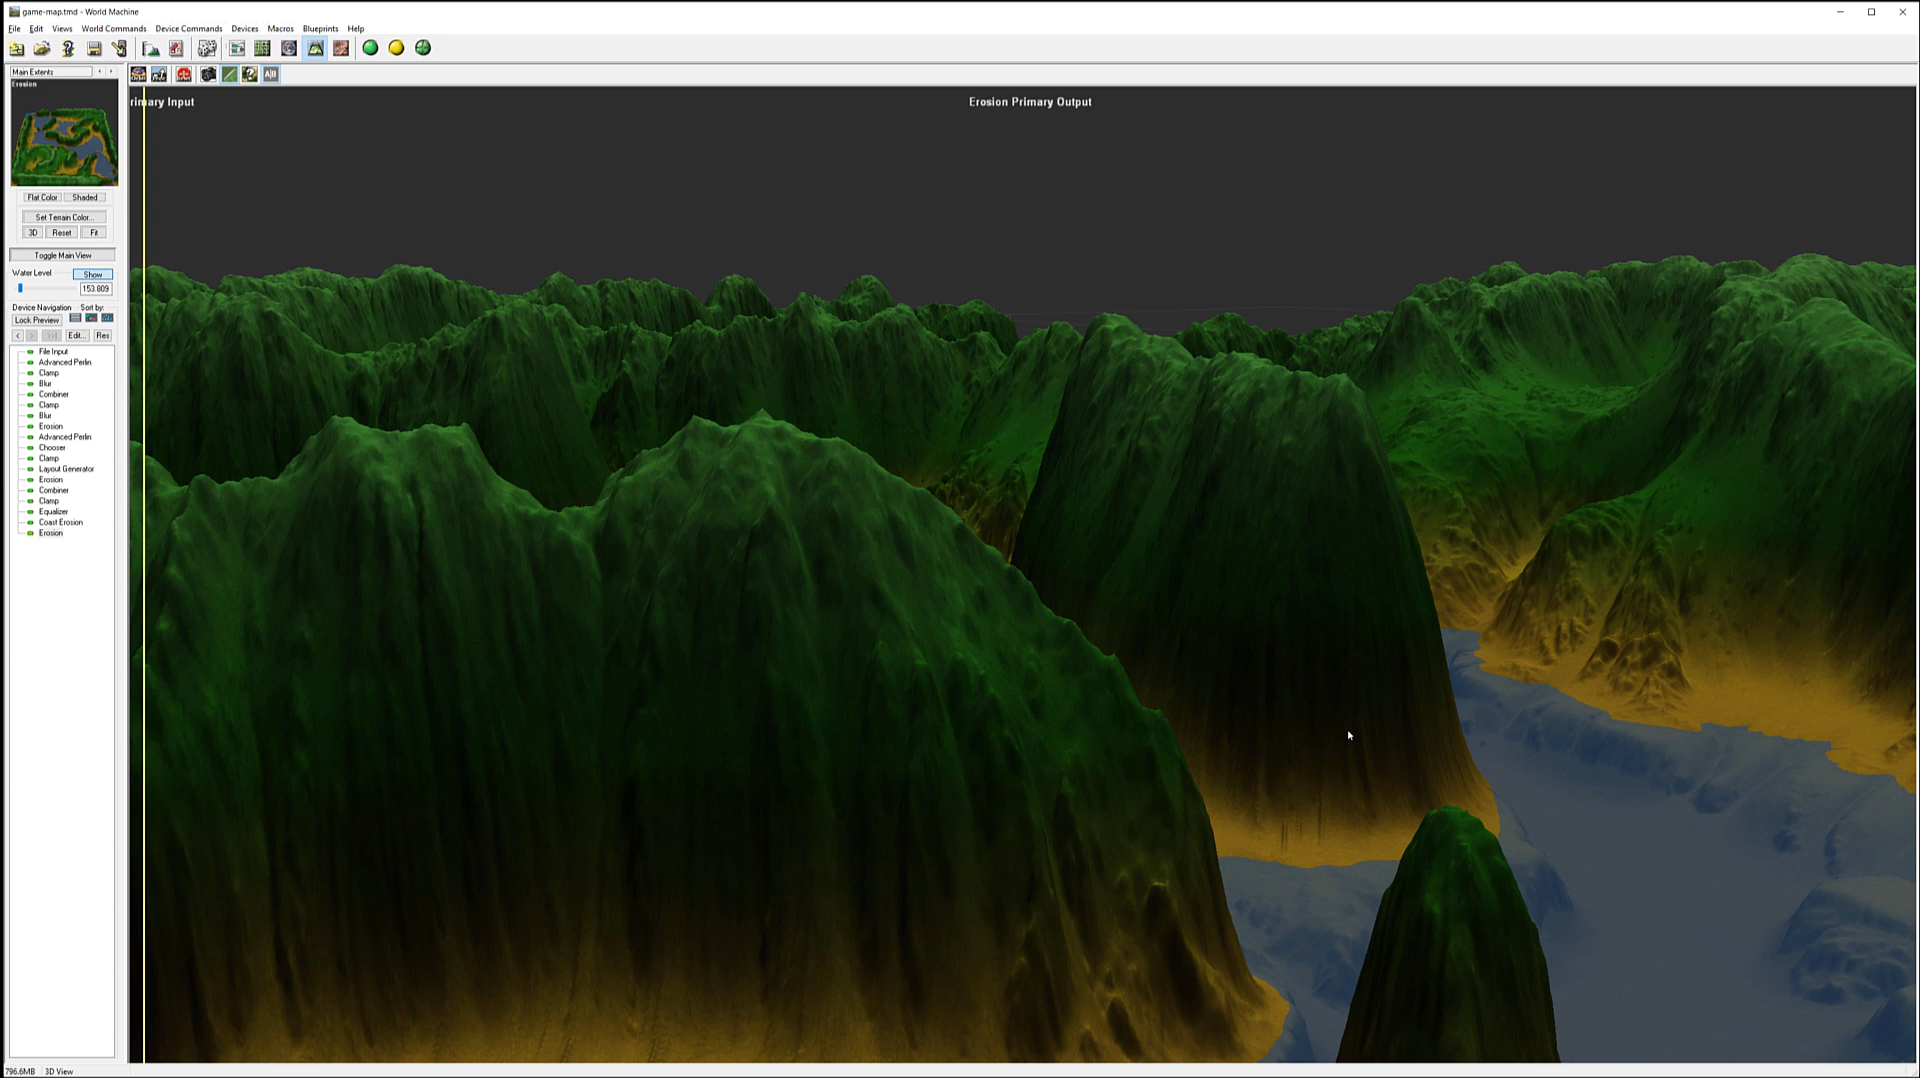 game-map.tmd - World Machine
File Edit Views World Commands Device Commands Devices Macros Blueprints Help
Main Extents
A|B
Erosion
rimary Input
Erosion Primary Output
Flat Color Shaded
Set Terrain Color...
3D Reset Fit
Toggle Main View
Water Level Show
153.809
Device Navigation Sort by:
Lock Preview
< > >>| Edit... Res
File Input
Advanced Perlin
Clamp
Blur
Combiner
Clamp
Blur
Erosion
Advanced Perlin
Chooser
Clamp
Layout Generator
Erosion
Combiner
Clamp
Equalizer
Coast Erosion
Erosion
796.6MB 3D View